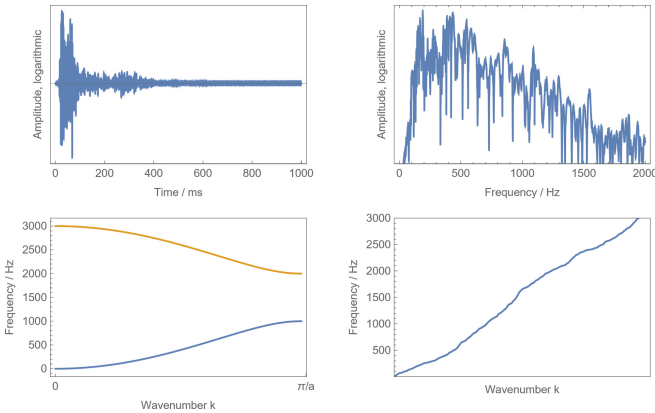 Amplitude, logarithmic
0 200 400 600 800 1000
Time / ms
Amplitude, logarithmic
0 500 1000 1500 2000
Frequency / Hz
Frequency / Hz
3000
2500
2000
1500
1000
500
0
0 π/a
Wavenumber k
Frequency / Hz
3000
2500
2000
1500
1000
500
Wavenumber k